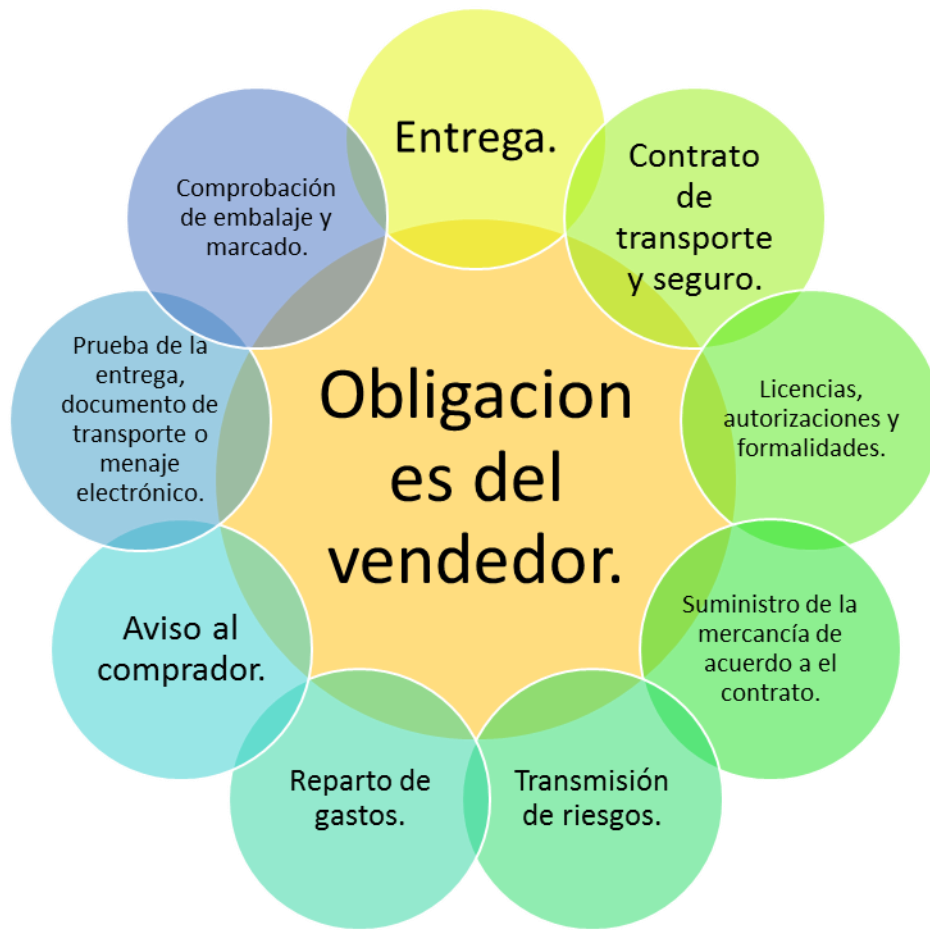 Entrega.
Contrato
de
transporte
y seguro.
Licencias,
autorizaciones y
formalidades.
Suministro de la
mercancía de
acuerdo a el
contrato.
Transmisión
de riesgos.
Reparto de
gastos.
Aviso al
comprador.
Prueba de la
entrega,
documento de
transporte o
menaje
electrónico.
Comprobación
de embalaje y
marcado.
Obligacion
es del
vendedor.